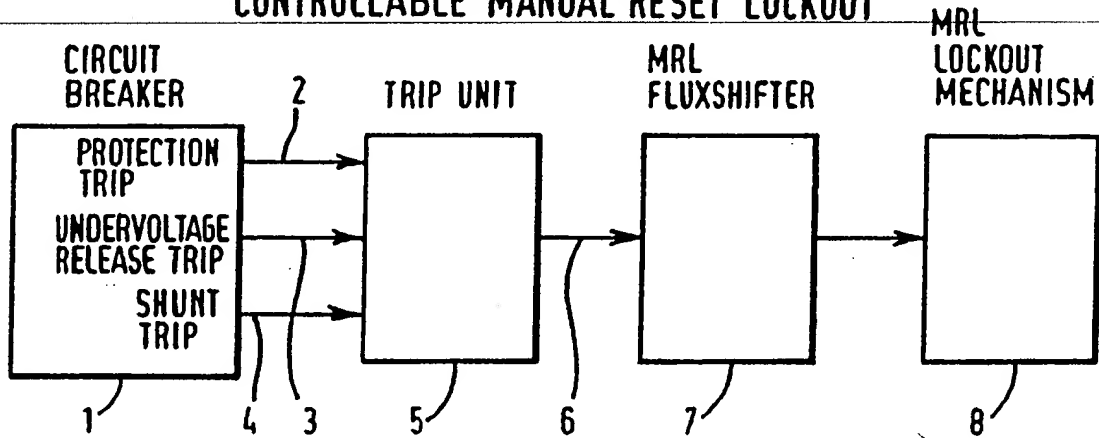 CONTROLLABLE MANUAL RESET LOCKOUT
CIRCUIT
BREAKER
2
TRIP UNIT
MRL
FLUXSHIFTER
MRL
LOCKOUT
MECHANISM
PROTECTION
TRIP
UNDERVOLTAGE
RELEASE TRIP
SHUNT
TRIP
1
4
3
5
6
7
8